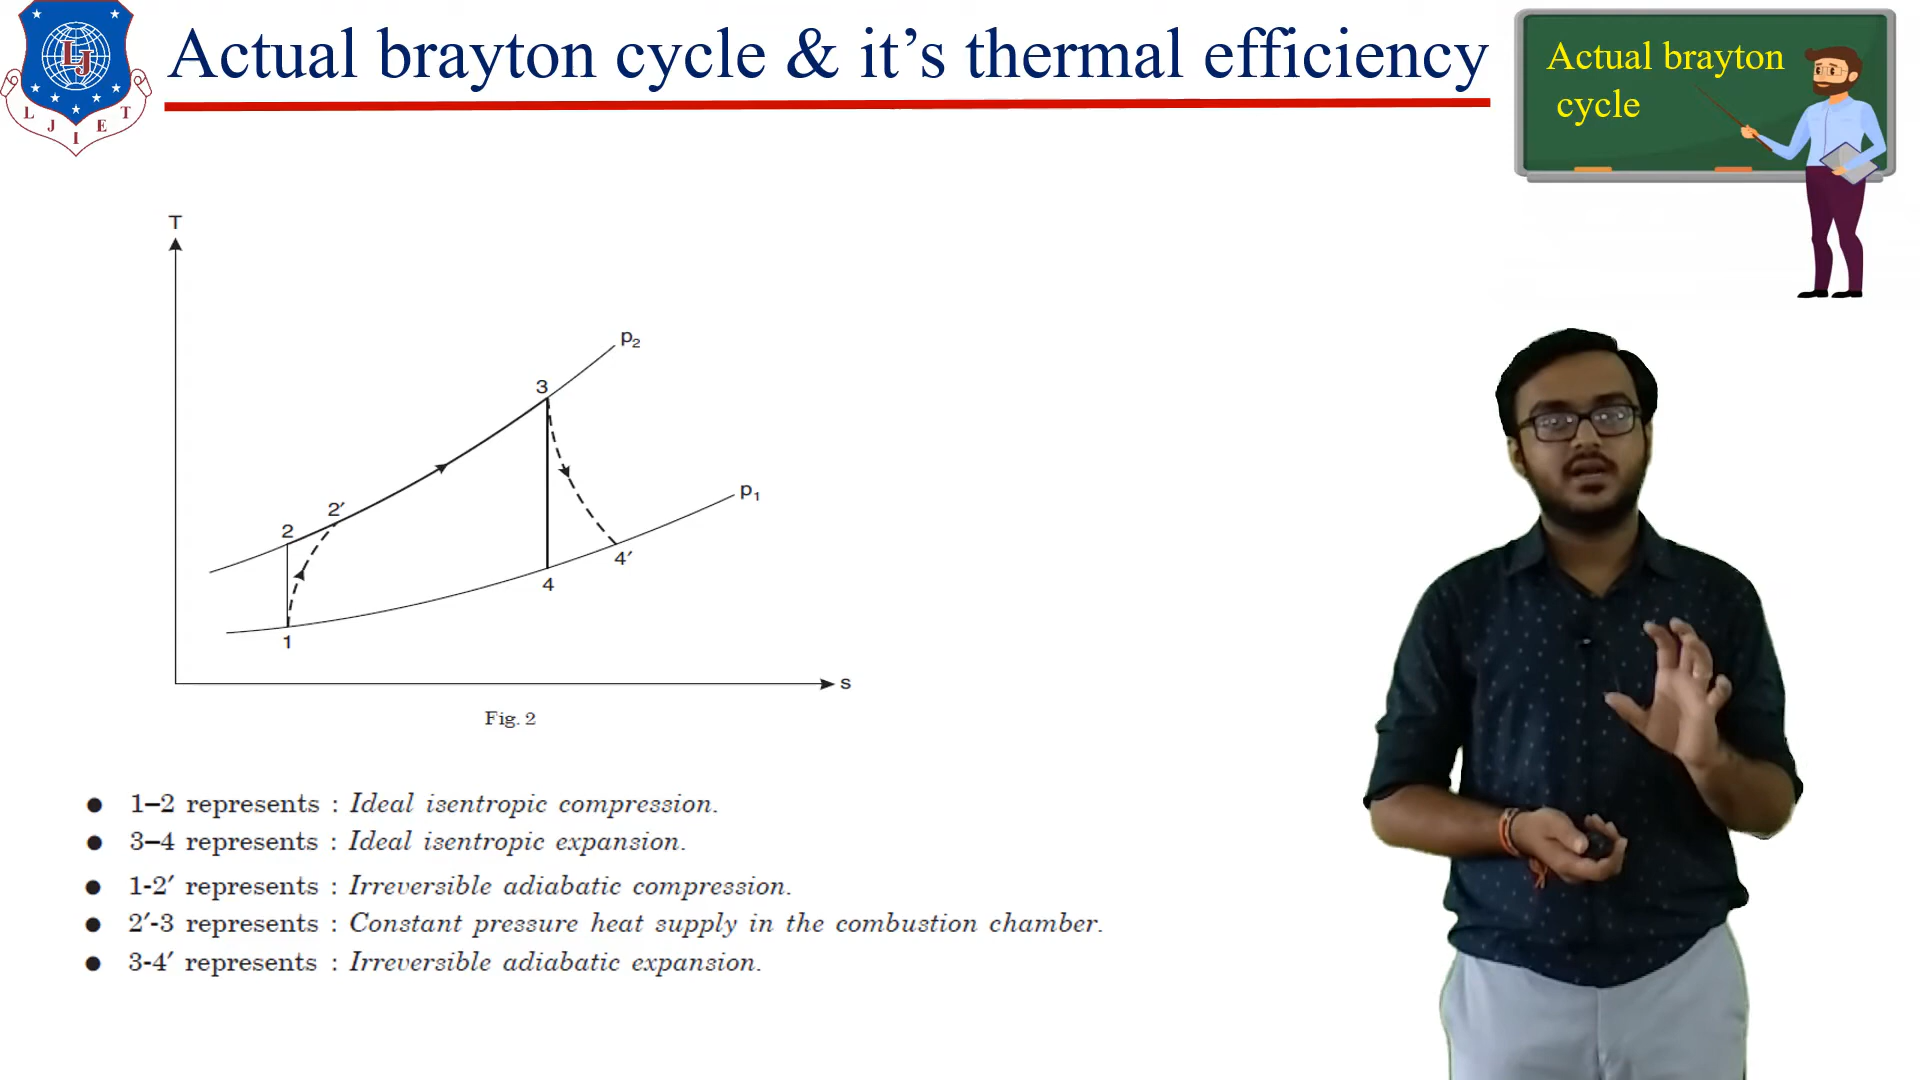 Actual brayton cycle & it's thermal efficiency
Actual brayton
cycle
LJ
L J I E T
T
p2
3
p1
2′
2
4′
4
1
s
Fig. 2
● 1–2 represents : Ideal isentropic compression.
● 3–4 represents : Ideal isentropic expansion.
● 1-2′ represents : Irreversible adiabatic compression.
● 2′-3 represents : Constant pressure heat supply in the combustion chamber.
● 3-4′ represents : Irreversible adiabatic expansion.